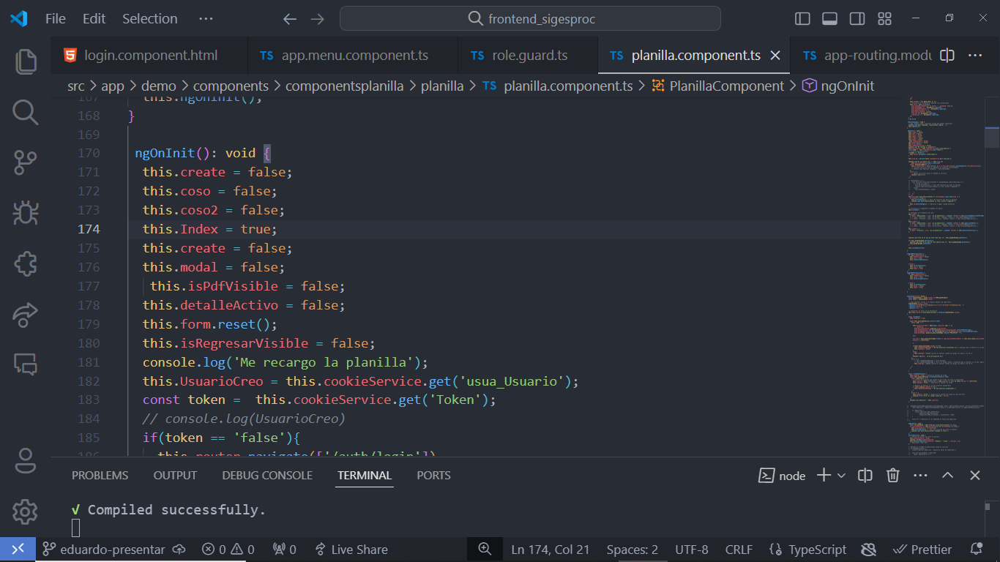 File Edit Selection ··· frontend_sigesproc
login.component.html TS app.menu.component.ts TS role.guard.ts TS planilla.component.ts TS app-routing.modu ···
src > app > demo > components > componentsplanilla > planilla > TS planilla.component.ts > PlanillaComponent > ngOnInit
167 this.ngOnInit();
168 }
169
170 ngOnInit(): void {
171 this.create = false;
172 this.coso = false;
173 this.coso2 = false;
174 this.Index = true;
175 this.create = false;
176 this.modal = false;
177 this.isPdfVisible = false;
178 this.detalleActivo = false;
179 this.form.reset();
180 this.isRegresarVisible = false;
181 console.log('Me recargo la planilla');
182 this.UsuarioCreo = this.cookieService.get('usua_Usuario');
183 const token =  this.cookieService.get('Token');
184 // console.log(UsuarioCreo)
185 if(token == 'false'){
186 this.router.navigate(['/auth/login'])
PROBLEMS OUTPUT DEBUG CONSOLE TERMINAL PORTS node ···
√ Compiled successfully.
eduardo-presentar 0 0 0 Live Share Ln 174, Col 21 Spaces: 2 UTF-8 CRLF TypeScript Prettier